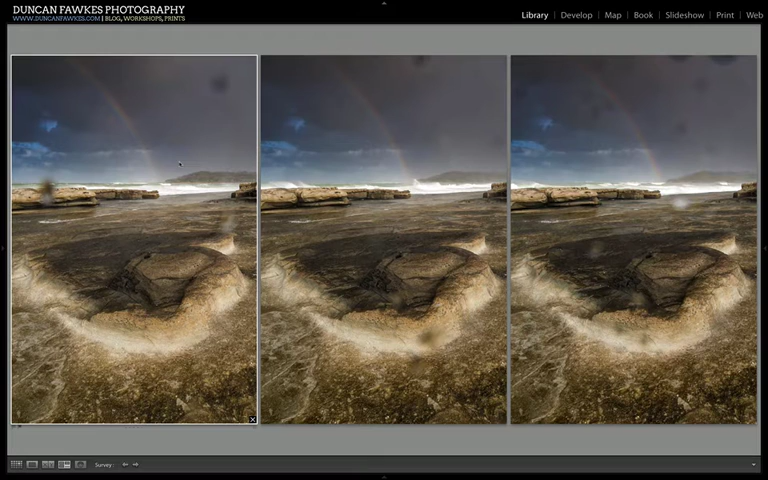 DUNCAN FAWKES PHOTOGRAPHY
WWW.DUNCANFAWKES.COM | BLOG, WORKSHOPS, PRINTS
Library | Develop | Map | Book | Slideshow | Print | Web
Survey :